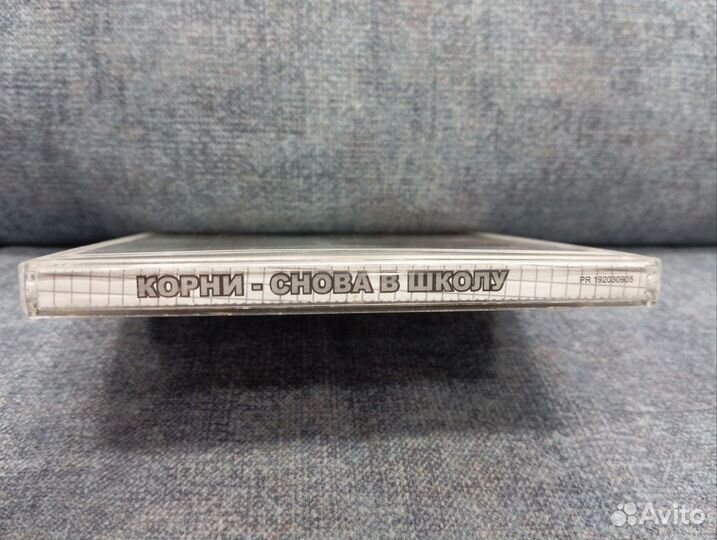 КОРНИ - СНОВА В ШКОЛУ
PR 192030905
Avito